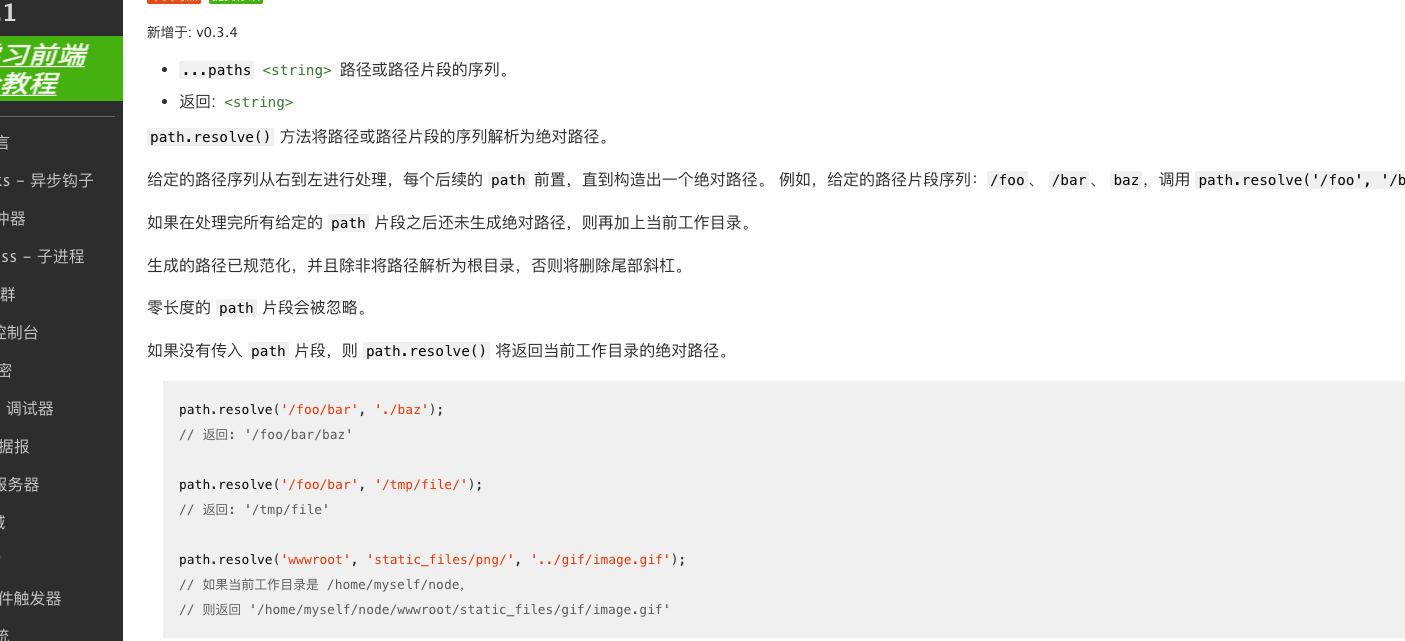 .1
习前端
教程
言
ks - 异步钩子
冲器
ss - 子进程
群
控制台
密
调试器
据报
服务器
域
件触发器
统
新增于: v0.3.4
...paths <string> 路径或路径片段的序列。
返回: <string>
path.resolve() 方法将路径或路径片段的序列解析为绝对路径。
给定的路径序列从右到左进行处理，每个后续的 path 前置，直到构造出一个绝对路径。 例如，给定的路径片段序列：/foo、 /bar、 baz，调用 path.resolve('/foo', '/b
如果在处理完所有给定的 path 片段之后还未生成绝对路径，则再加上当前工作目录。
生成的路径已规范化，并且除非将路径解析为根目录，否则将删除尾部斜杠。
零长度的 path 片段会被忽略。
如果没有传入 path 片段，则 path.resolve() 将返回当前工作目录的绝对路径。
path.resolve('/foo/bar', './baz');
// 返回: '/foo/bar/baz'
path.resolve('/foo/bar', '/tmp/file/');
// 返回: '/tmp/file'
path.resolve('wwwroot', 'static_files/png/', '../gif/image.gif');
// 如果当前工作目录是 /home/myself/node，
// 则返回 '/home/myself/node/wwwroot/static_files/gif/image.gif'